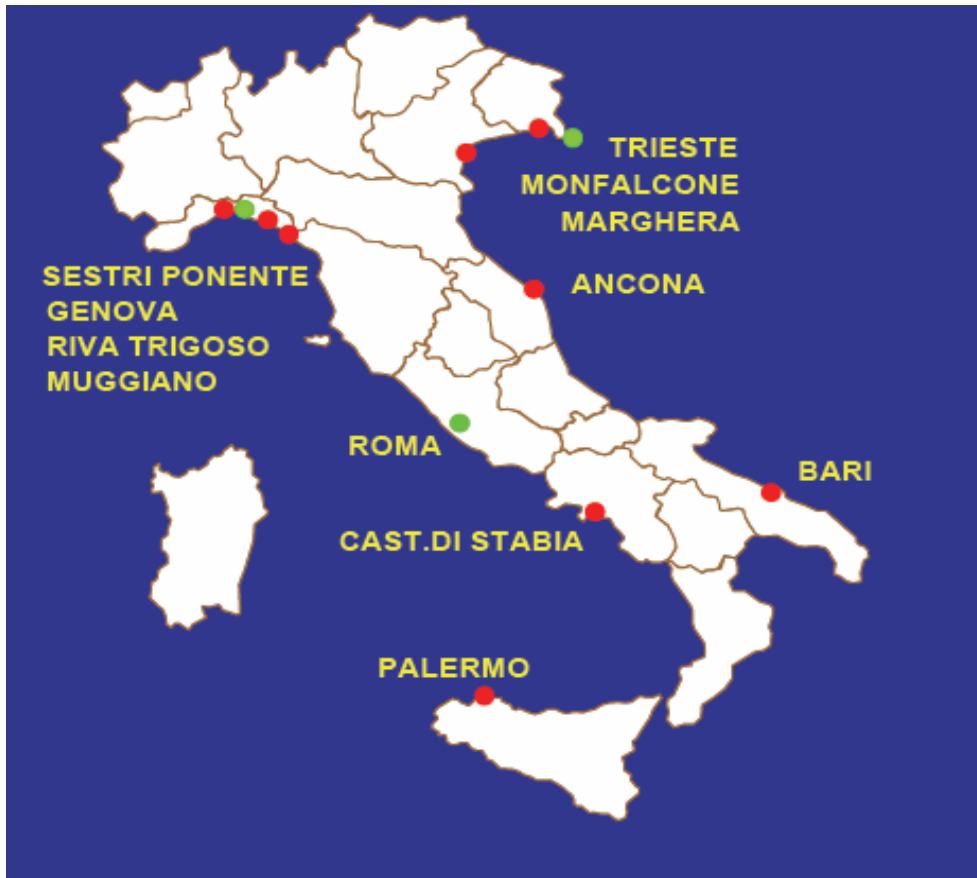 TRIESTE
MONFALCONE
MARGHERA
SESTRI PONENTE
GENOVA
RIVA TRIGOSO
MUGGIANO
ANCONA
ROMA
BARI
CAST.DI STABIA
PALERMO